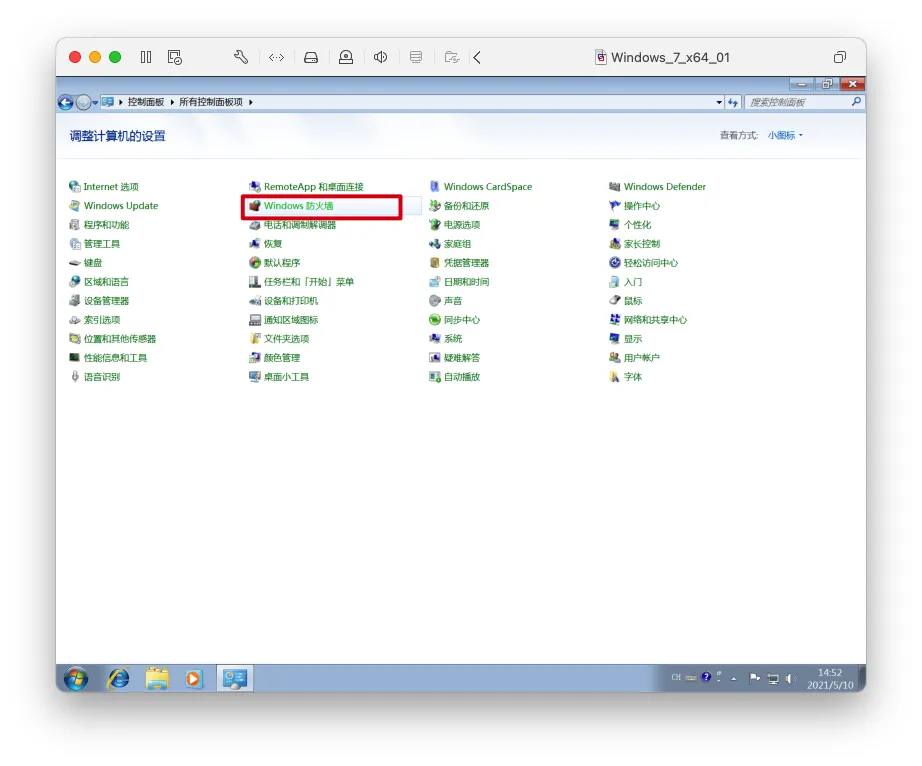 Windows_7_x64_01
控制面板 所有控制面板项
搜索控制面板
调整计算机的设置
查看方式: 小图标
Internet 选项
RemoteApp 和桌面连接
Windows CardSpace
Windows Defender
Windows Update
Windows 防火墙
备份和还原
操作中心
程序和功能
电话和调制解调器
电源选项
个性化
管理工具
恢复
家庭组
家长控制
键盘
默认程序
凭据管理器
轻松访问中心
区域和语言
任务栏和「开始」菜单
日期和时间
入门
设备管理器
设备和打印机
声音
鼠标
索引选项
通知区域图标
同步中心
网络和共享中心
位置和其他传感器
文件夹选项
系统
显示
性能信息和工具
颜色管理
疑难解答
用户帐户
语音识别
桌面小工具
自动播放
字体
CH
14:52
2021/5/10